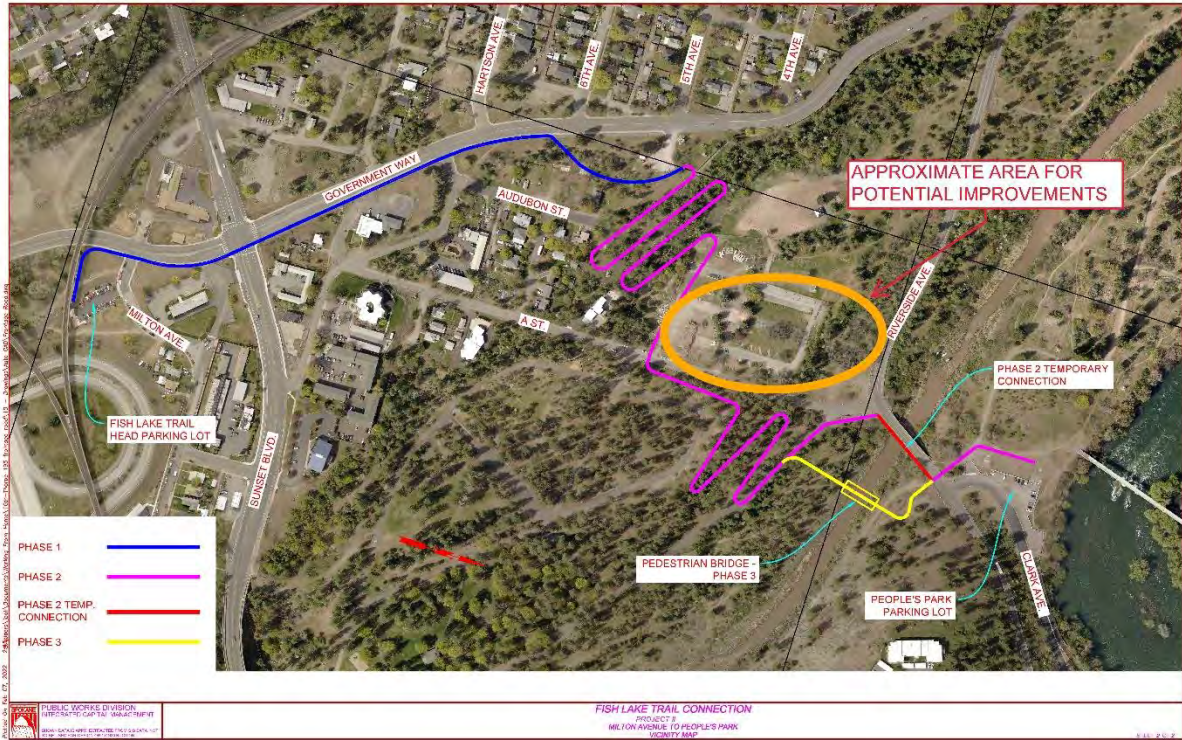 HARTSON AVE.
6TH AVE.
5TH AVE.
4TH AVE.
GOVERNMENT WAY
AUDUBON ST.
APPROXIMATE AREA FOR
POTENTIAL IMPROVEMENTS
RIVERSIDE AVE.
A ST.
MILTON AVE
PHASE 2 TEMPORARY
CONNECTION
FISH LAKE TRAIL
HEAD PARKING LOT
SUNSET BLVD.
PEDESTRIAN BRIDGE -
PHASE 3
PEOPLE'S PARK
PARKING LOT
CLARK AVE.
PHASE 1
PHASE 2
PHASE 2 TEMP.
CONNECTION
PHASE 3
SPOKANE
PUBLIC WORKS DIVISION
INTEGRATED CAPITAL MANAGEMENT
FISH LAKE TRAIL CONNECTION
PROJECT #
MILTON AVENUE TO PEOPLE'S PARK
VICINITY MAP